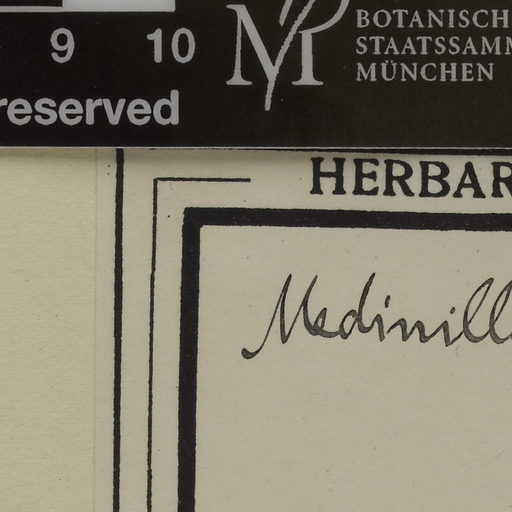 9 10
reserved
M
BOTANISCH
STAATSSAMM
MÜNCHEN
HERBAR
Medinill